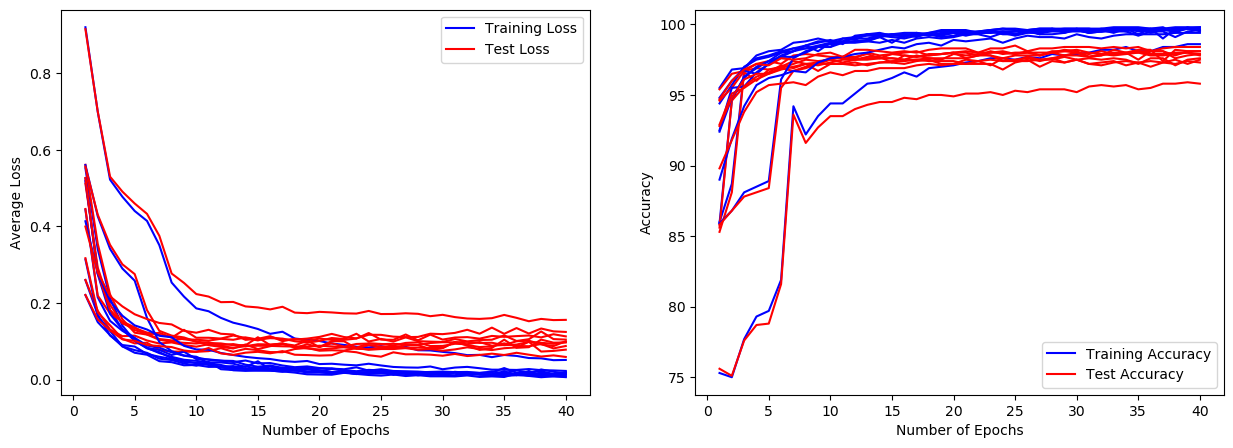 Training Loss
Test Loss
0.8
0.6
0.4
0.2
0.0
Average Loss
0 5 10 15 20 25 30 35 40
Number of Epochs
100
95
90
85
80
75
Accuracy
Training Accuracy
Test Accuracy
0 5 10 15 20 25 30 35 40
Number of Epochs